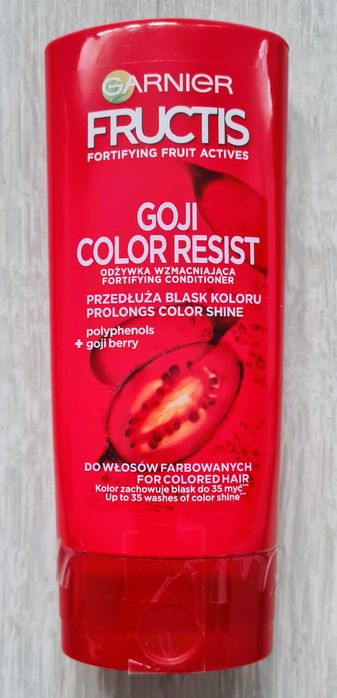 GARNIER
FRUCTIS
FORTIFYING FRUIT ACTIVES
GOJI
COLOR RESIST
ODŻYWKA WZMACNIAJĄCA
FORTIFYING CONDITIONER
PRZEDŁUŻA BLASK KOLORU
PROLONGS COLOR SHINE
polyphenols
+ goji berry
DO WŁOSÓW FARBOWANYCH
FOR COLORED HAIR
Kolor zachowuje blask do 35 myć***
Up to 35 washes of color shine***